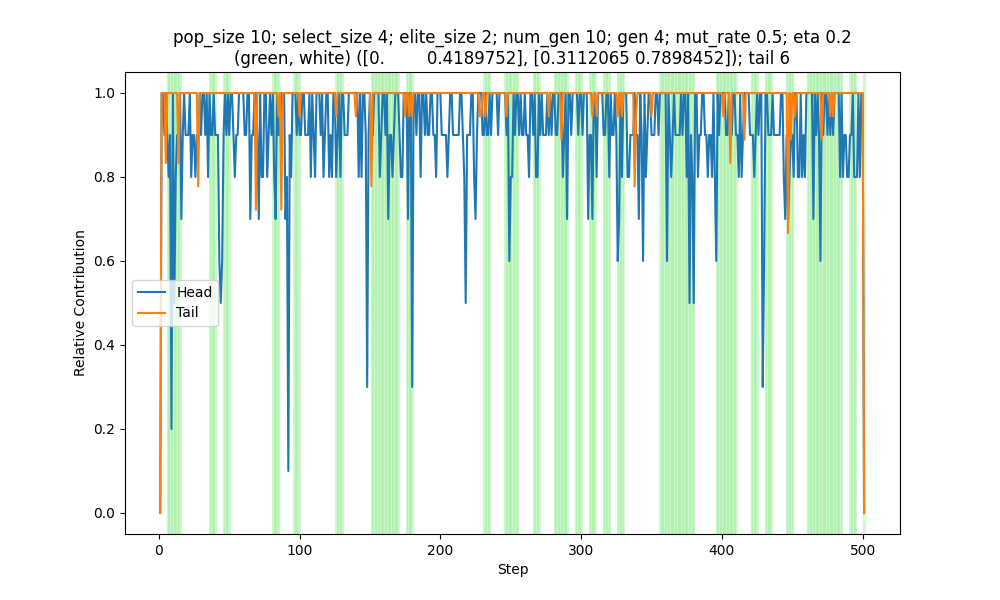 pop_size 10; select_size 4; elite_size 2; num_gen 10; gen 4; mut_rate 0.5; eta 0.2
(green, white) ([0.        0.4189752], [0.3112065 0.7898452]); tail 6
1.0
0.8
0.6
0.4
0.2
0.0
Relative Contribution
Head
Tail
0
100
200
300
400
500
Step